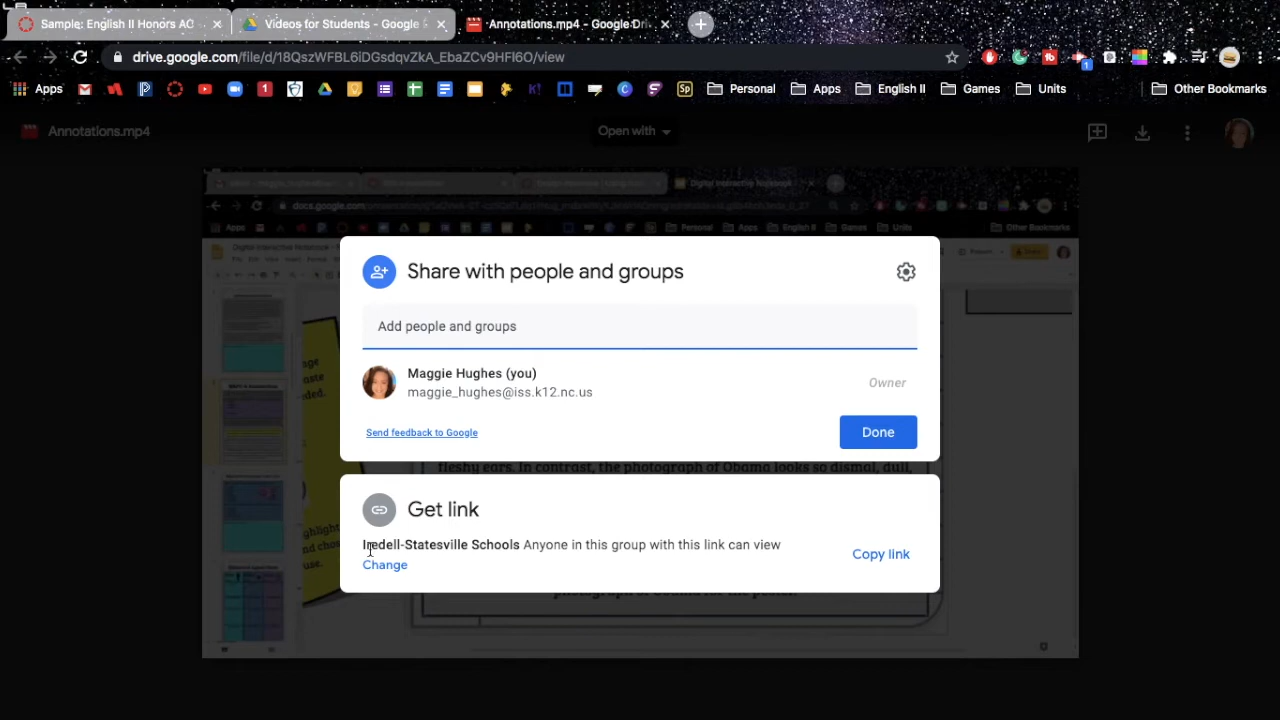 Sample: English II Honors AC
Videos for Students - Google
Annotations.mp4 - Google Dri
drive.google.com/file/d/18QszWFBL6iDGsdqvZkA_EbaZCv9HFl6O/view
Apps
Personal
Apps
English II
Games
Units
Other Bookmarks
Annotations.mp4
Open with
Share with people and groups
Add people and groups
Maggie Hughes (you)
maggie_hughes@iss.k12.nc.us
Owner
Send feedback to Google
Done
fleshy ears. In contrast, the photograph of Obama looks so dismal, dull,
Get link
Iredell-Statesville Schools Anyone in this group with this link can view
Change
Copy link